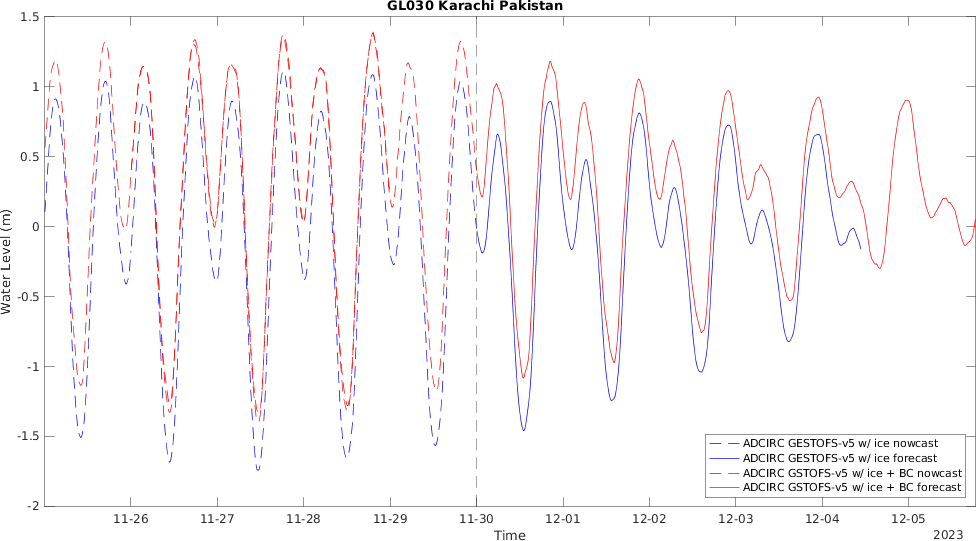 GL030 Karachi Pakistan
1.5
1
0.5
0
-0.5
-1
-1.5
-2
Water Level (m)
ADCIRC GESTOFS-v5 w/ ice nowcast
ADCIRC GESTOFS-v5 w/ ice forecast
ADCIRC GSTOFS-v5 w/ ice + BC nowcast
ADCIRC GSTOFS-v5 w/ ice + BC forecast
11-26 11-27 11-28 11-29 11-30 12-01 12-02 12-03 12-04 12-05
Time
2023